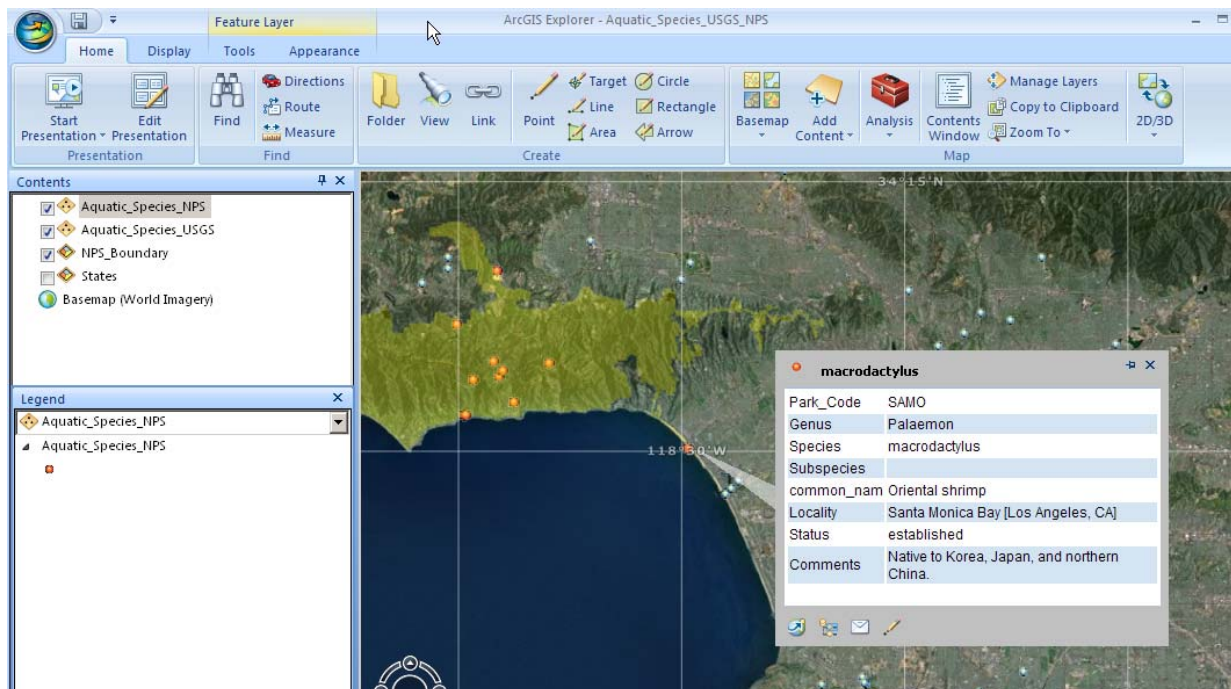 Feature Layer
ArcGIS Explorer - Aquatic_Species_USGS_NPS
Home Display Tools Appearance
Start Presentation
Edit Presentation
Presentation
Find
Directions
Route
Measure
Find
Folder
View
Link
Point
Target
Line
Area
Circle
Rectangle
Arrow
Create
Basemap
Add Content
Analysis
Contents Window
Manage Layers
Copy to Clipboard
Zoom To
2D/3D
Map
Contents
Aquatic_Species_NPS
Aquatic_Species_USGS
NPS_Boundary
States
Basemap (World Imagery)
Legend
Aquatic_Species_NPS
Aquatic_Species_NPS
34°15'N
118°30'W
macrodactylus
Park_Code SAMO
Genus Palaemon
Species macrodactylus
Subspecies
common_nam Oriental shrimp
Locality Santa Monica Bay [Los Angeles, CA]
Status established
Comments Native to Korea, Japan, and northern
China.